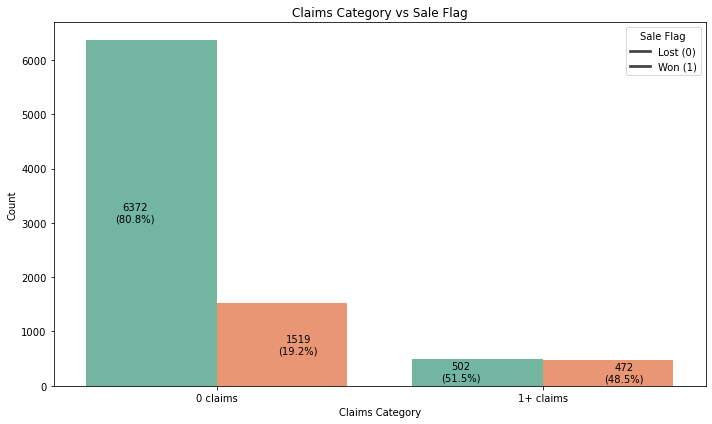 Claims Category vs Sale Flag
Sale Flag
Lost (0)
Won (1)
6000
5000
4000
3000
2000
1000
0
Count
6372
(80.8%)
1519
(19.2%)
502
(51.5%)
472
(48.5%)
0 claims
1+ claims
Claims Category